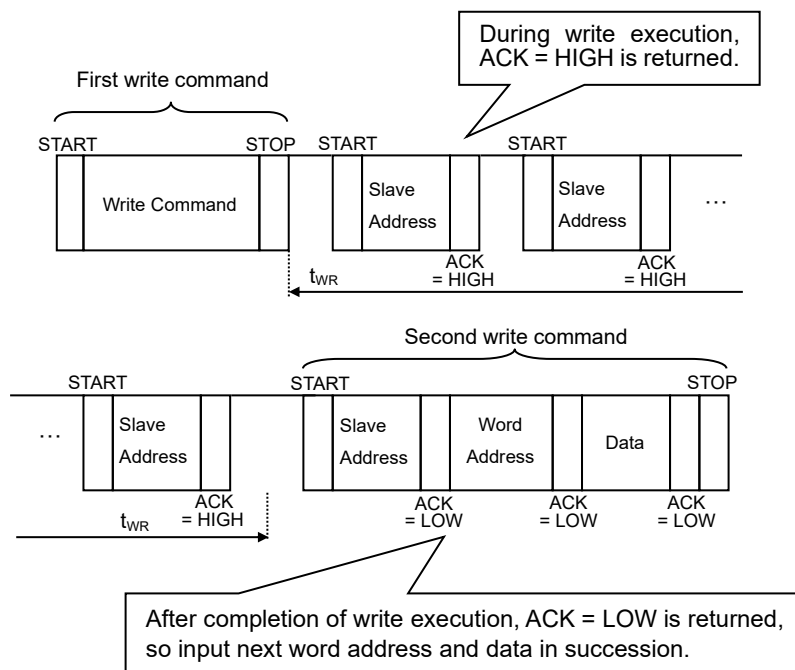 During write execution,
ACK = HIGH is returned.
First write command
START STOP START START
Write Command
Slave
Address
Slave
Address
…
ACK
= HIGH
ACK
= HIGH
tWR
Second write command
START START STOP
…
Slave
Address
Slave
Address
Word
Address
Data
ACK
= HIGH
ACK
= LOW
ACK
= LOW
ACK
= LOW
tWR
After completion of write execution, ACK = LOW is returned,
so input next word address and data in succession.